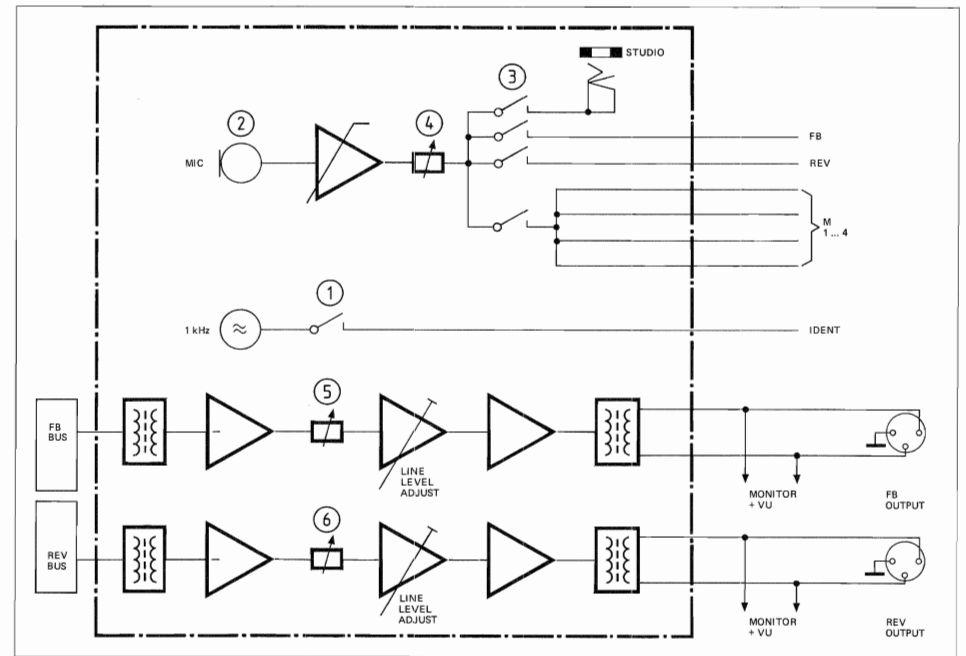 STUDIO
3
2
4
MIC
FB
REV
M
1 ... 4
1
1 kHz
IDENT
5
FB
BUS
LINE
LEVEL
ADJUST
MONITOR
+ VU
FB
OUTPUT
6
REV
BUS
LINE
LEVEL
ADJUST
MONITOR
+ VU
REV
OUTPUT